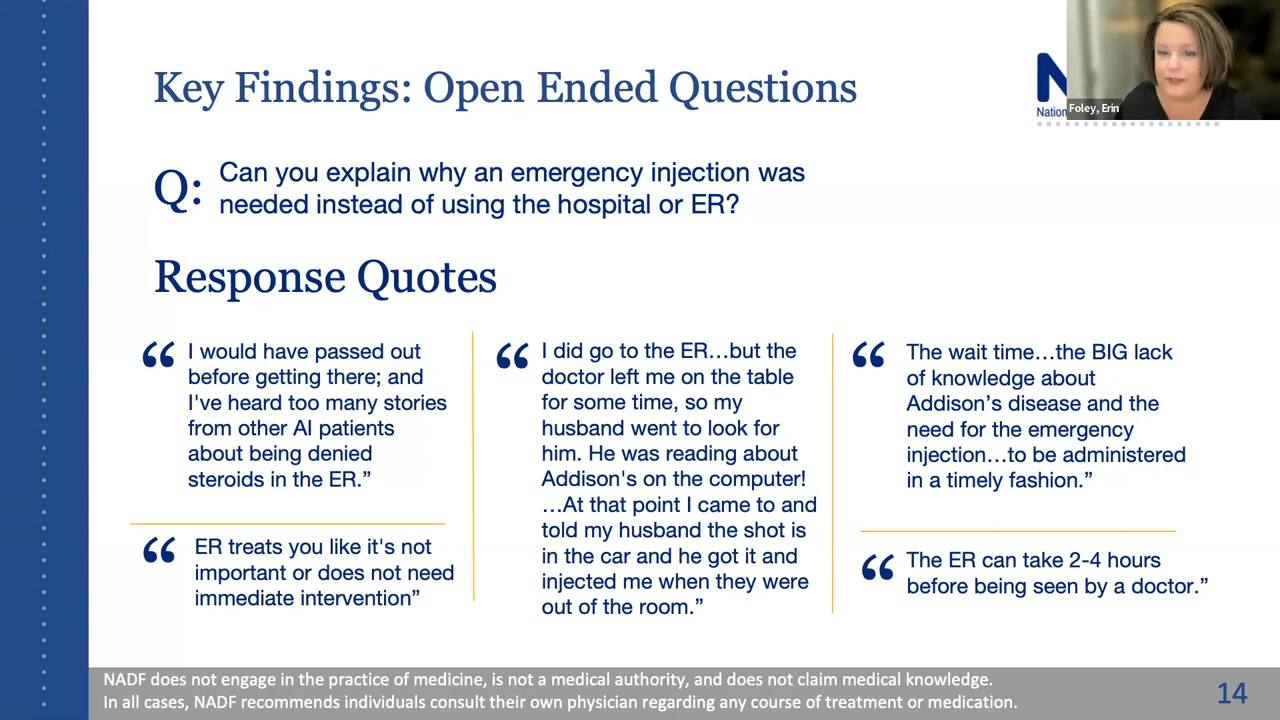 Key Findings: Open Ended Questions
N
Nation
Foley, Erin
Q:
Can you explain why an emergency injection was
needed instead of using the hospital or ER?
Response Quotes
“
I would have passed out
before getting there; and
I've heard too many stories
from other AI patients
about being denied
steroids in the ER.”
“
ER treats you like it's not
important or does not need
immediate intervention”
“
I did go to the ER…but the
doctor left me on the table
for some time, so my
husband went to look for
him. He was reading about
Addison's on the computer!
…At that point I came to and
told my husband the shot is
in the car and he got it and
injected me when they were
out of the room.”
“
The wait time…the BIG lack
of knowledge about
Addison’s disease and the
need for the emergency
injection…to be administered
in a timely fashion.”
“
The ER can take 2-4 hours
before being seen by a doctor.”
NADF does not engage in the practice of medicine, is not a medical authority, and does not claim medical knowledge.
In all cases, NADF recommends individuals consult their own physician regarding any course of treatment or medication.
14